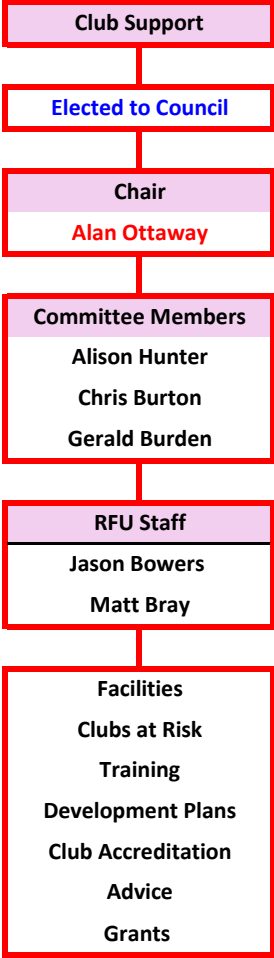 Club Support
Elected to Council
Chair
Alan Ottaway
Committee Members
Alison Hunter
Chris Burton
Gerald Burden
RFU Staff
Jason Bowers
Matt Bray
Facilities
Clubs at Risk
Training
Development Plans
Club Accreditation
Advice
Grants